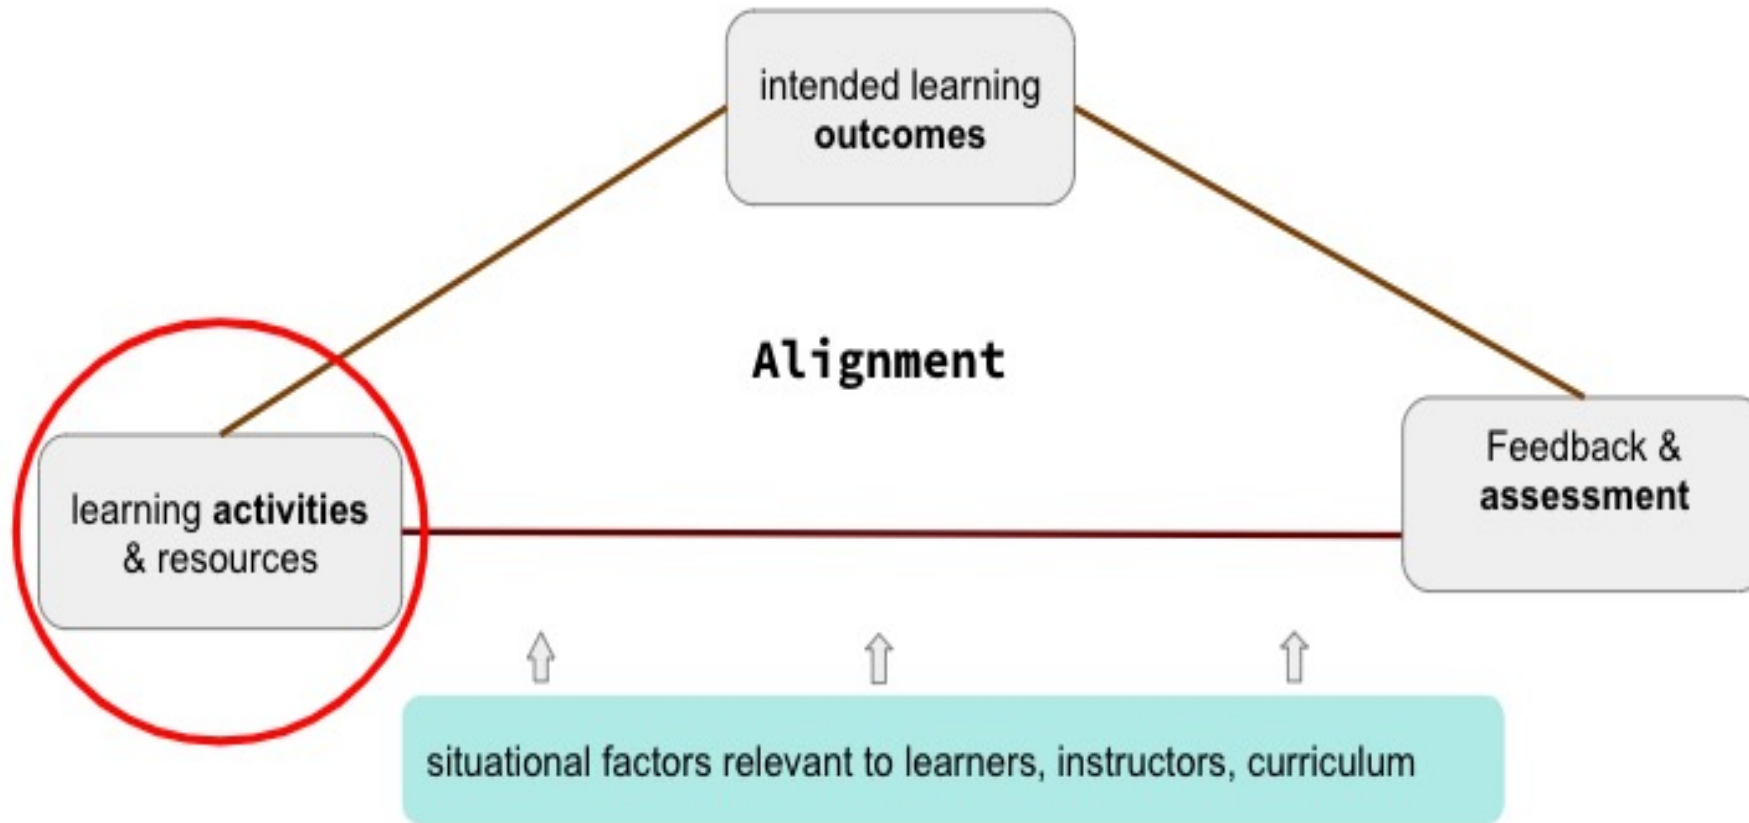 intended learning
outcomes
Alignment
learning activities
& resources
Feedback &
assessment
situational factors relevant to learners, instructors, curriculum